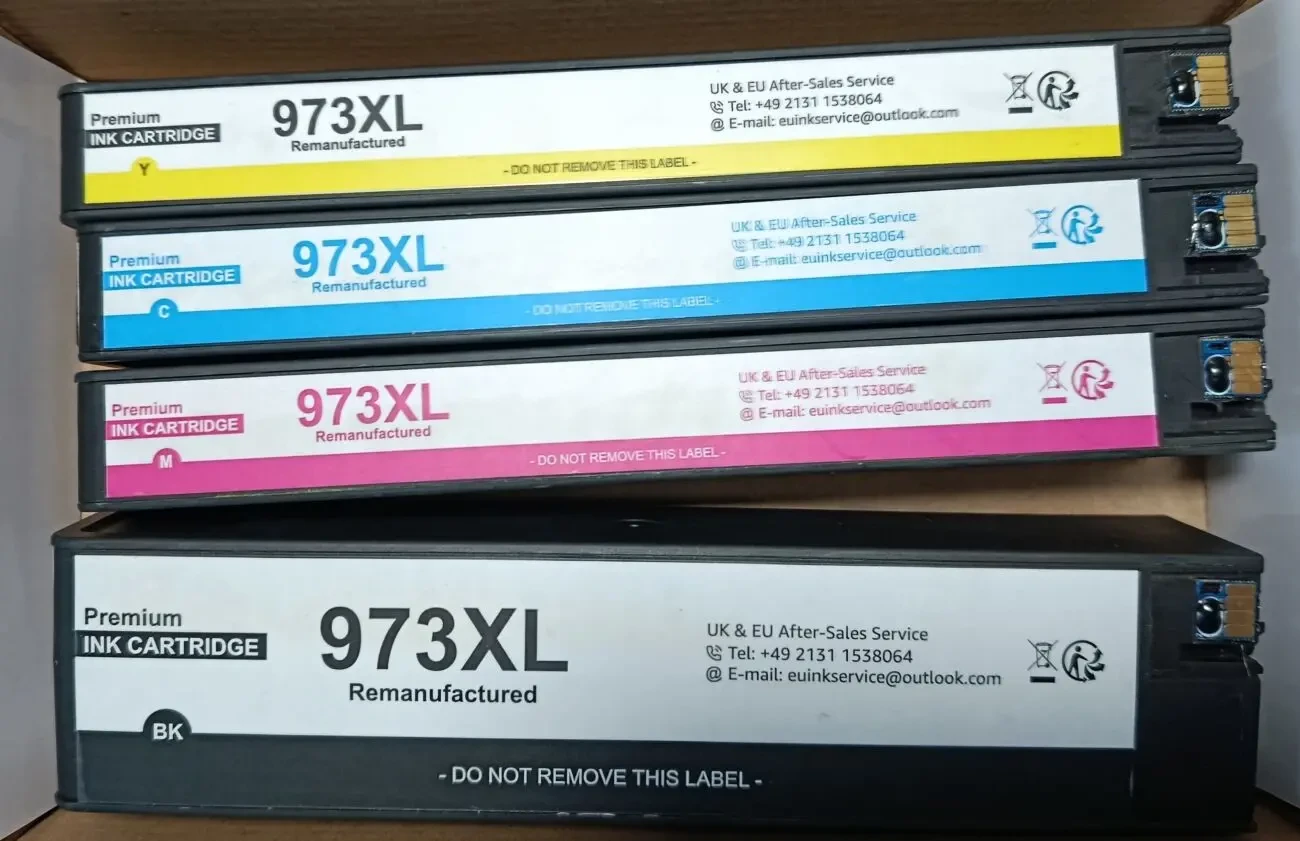 Premium
INK CARTRIDGE
Y
973XL
Remanufactured
UK & EU After-Sales Service
Tel: +49 2131 1538064
@ E-mail: euinkservice@outlook.com
- DO NOT REMOVE THIS LABEL -
Premium
INK CARTRIDGE
C
973XL
Remanufactured
UK & EU After-Sales Service
Tel: +49 2131 1538064
@ E-mail: euinkservice@outlook.com
- DO NOT REMOVE THIS LABEL -
Premium
INK CARTRIDGE
M
973XL
Remanufactured
UK & EU After-Sales Service
Tel: +49 2131 1538064
@ E-mail: euinkservice@outlook.com
- DO NOT REMOVE THIS LABEL -
Premium
INK CARTRIDGE
BK
973XL
Remanufactured
UK & EU After-Sales Service
Tel: +49 2131 1538064
@ E-mail: euinkservice@outlook.com
- DO NOT REMOVE THIS LABEL -